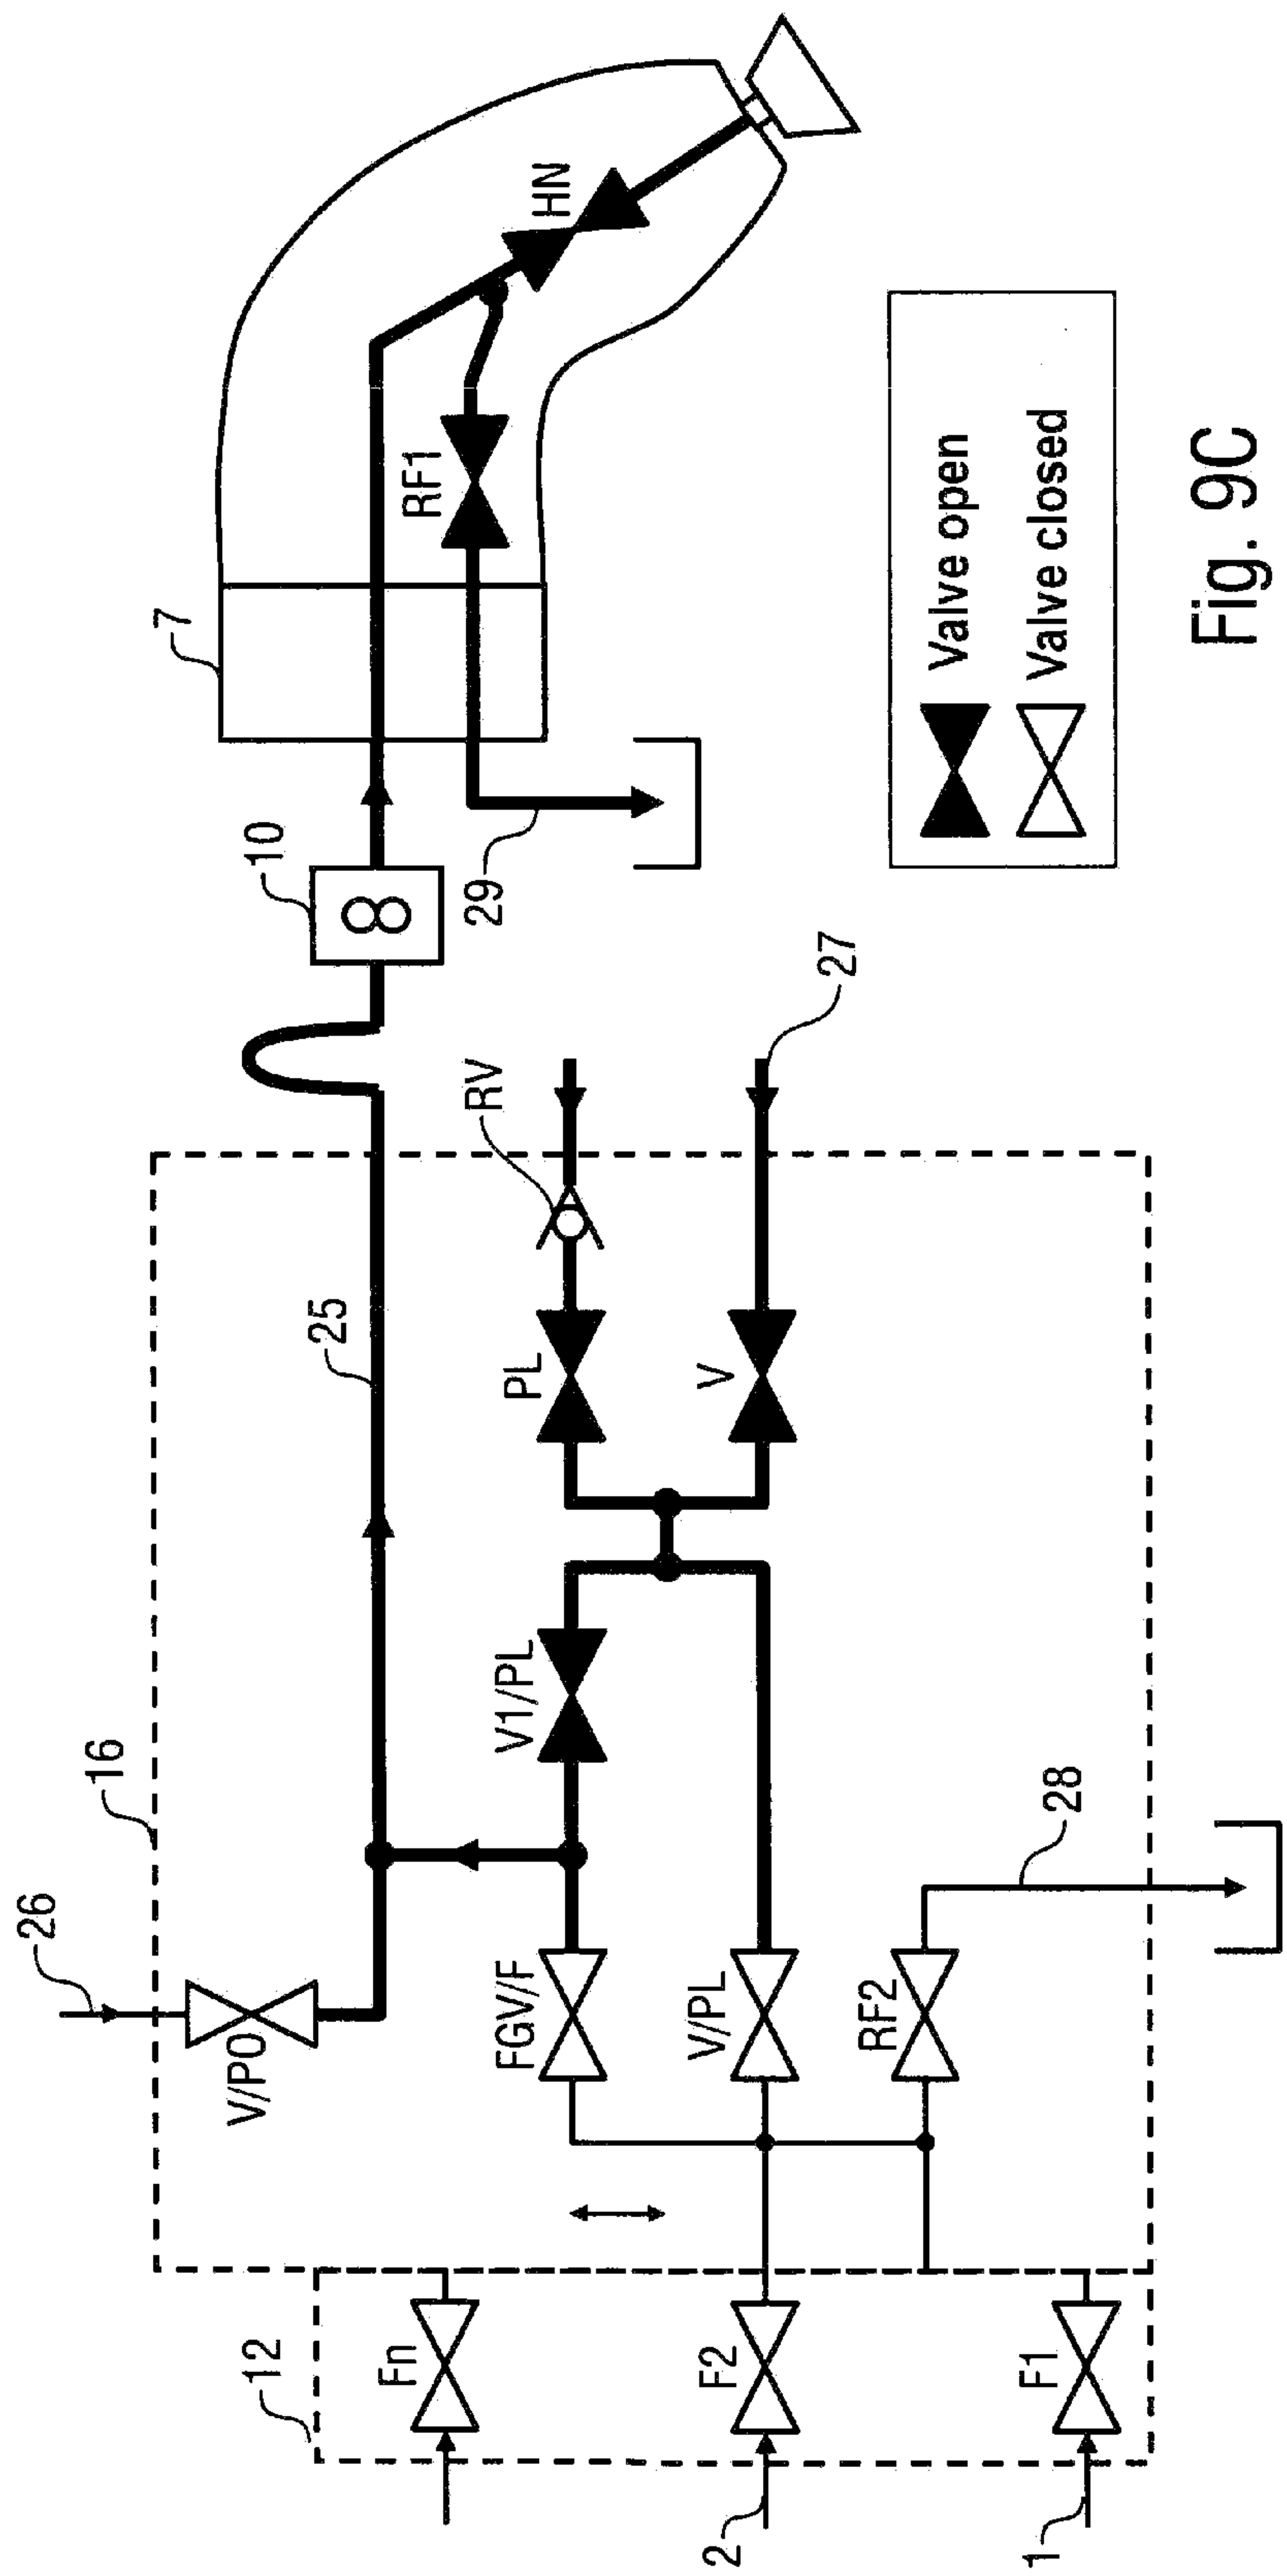 7
HN
RF1
10
29
27
RV
25
PL
V
16
V1/PL
28
26
V/PO
FGV/F
V/PL
RF2
12
Fn
F2
F1
2
1
Valve open
Valve closed
Fig. 9C